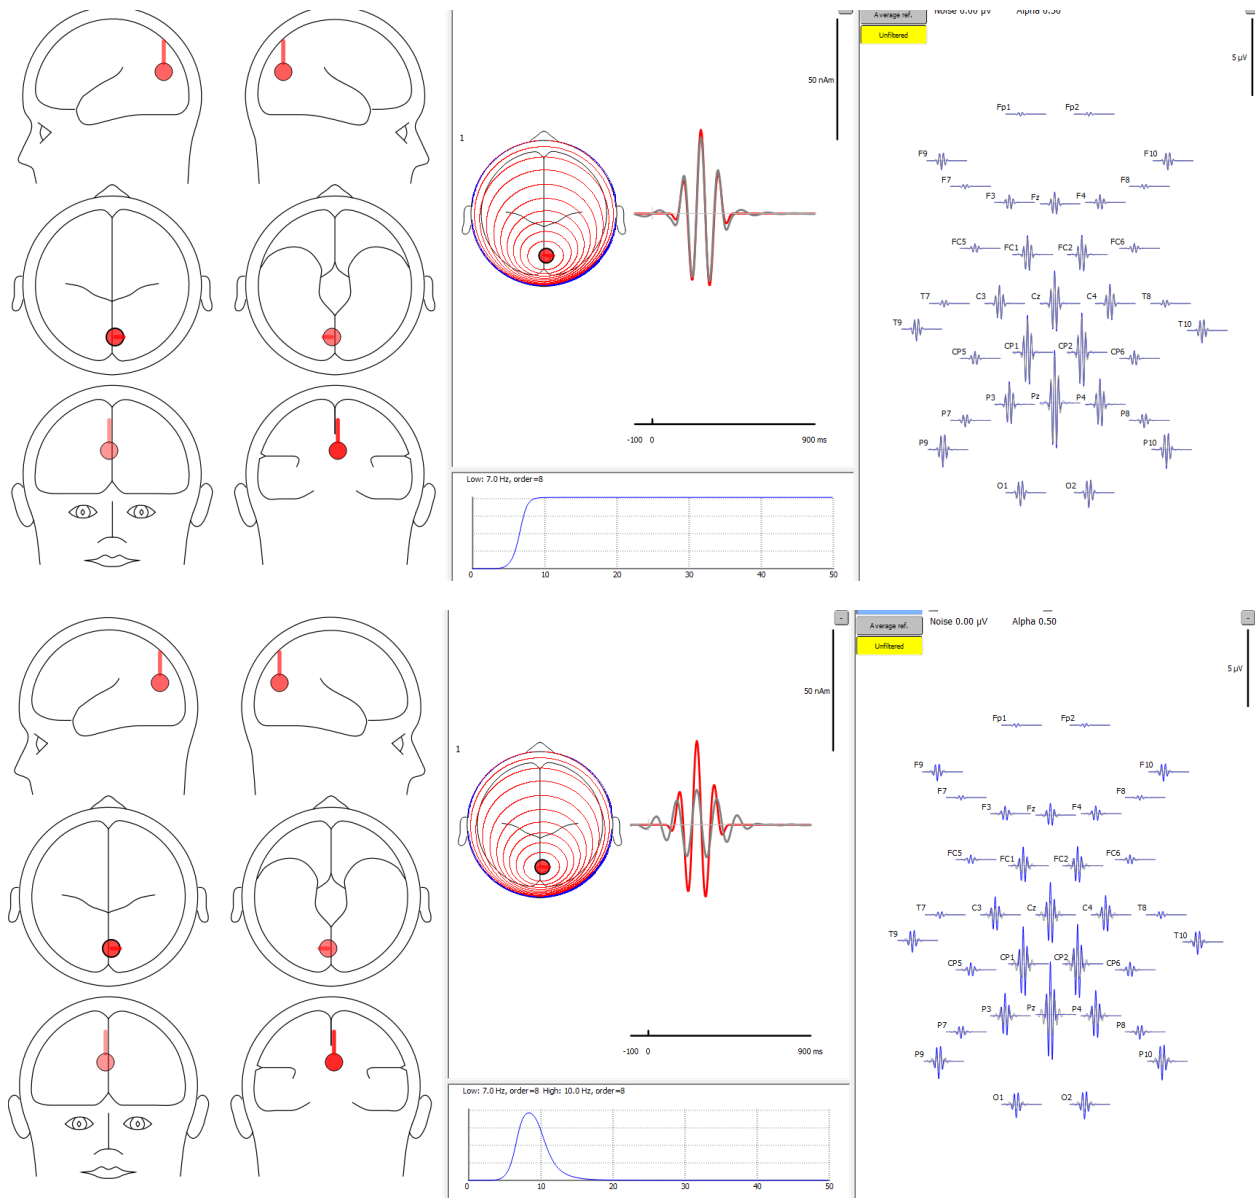 Average ref. Noise 0.00 µV Alpha 0.50
Unfiltered
50 nAm
5 µV
1
Fp1 Fp2
F9 F10
F7 F8
F3 Fz F4
FC5 FC1 FC2 FC6
T7 C3 Cz C4 T8
T9 T10
CP5 CP1 CP2 CP6
P3 Pz P4
P7 P8
P9 P10
O1 O2
-100 0 900 ms
Low: 7.0 Hz, order=8
0 10 20 30 40 50
Average ref. Noise 0.00 µV Alpha 0.50
Unfiltered
50 nAm
5 µV
1
Fp1 Fp2
F9 F10
F7 F8
F3 Fz F4
FC5 FC1 FC2 FC6
T7 C3 Cz C4 T8
T9 T10
CP5 CP1 CP2 CP6
P3 Pz P4
P7 P8
P9 P10
O1 O2
-100 0 900 ms
Low: 7.0 Hz, order=8 High: 10.0 Hz, order=8
0 10 20 30 40 50